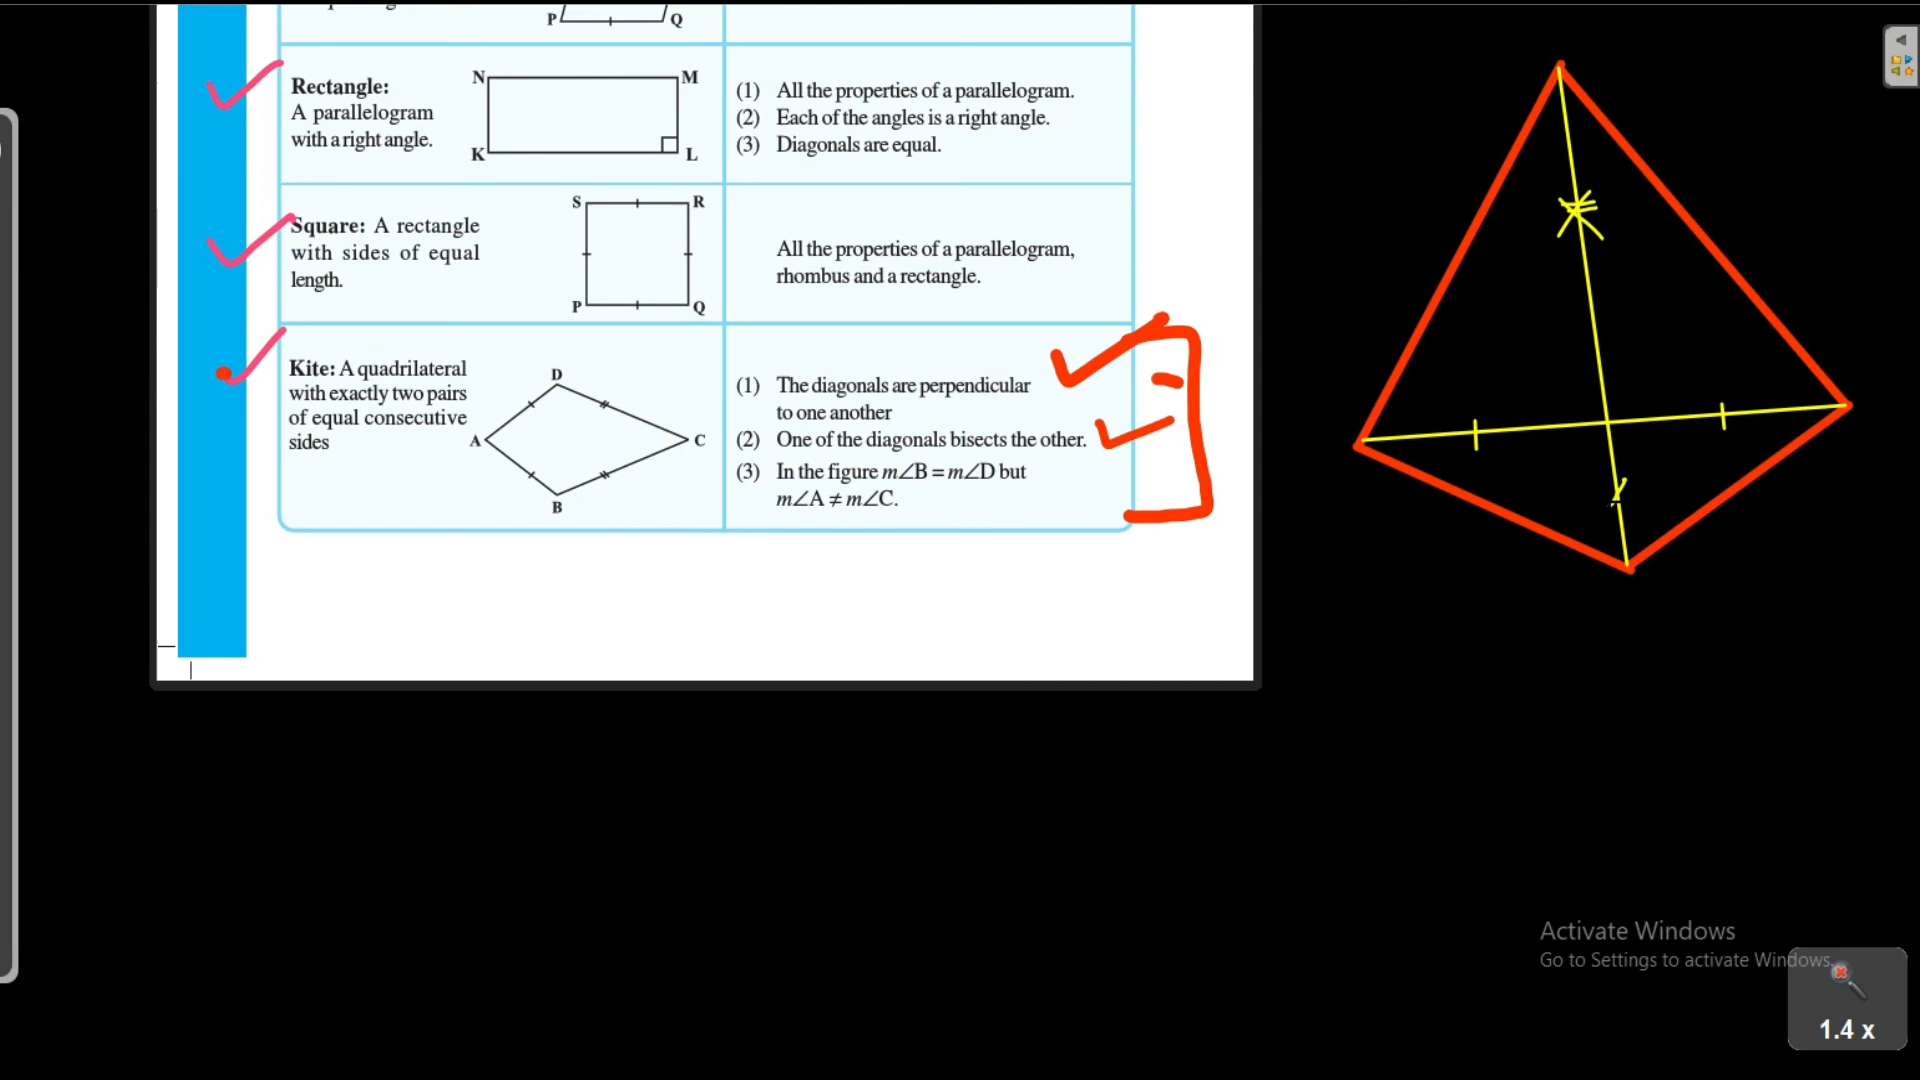 P Q
Rectangle:
A parallelogram
with a right angle.
N M
K L
(1) All the properties of a parallelogram.
(2) Each of the angles is a right angle.
(3) Diagonals are equal.
Square: A rectangle
with sides of equal
length.
S R
P Q
All the properties of a parallelogram,
rhombus and a rectangle.
Kite: A quadrilateral
with exactly two pairs
of equal consecutive
sides
D
A C
B
(1) The diagonals are perpendicular
to one another
(2) One of the diagonals bisects the other.
(3) In the figure m∠B = m∠D but
m∠A ≠ m∠C.
Activate Windows
Go to Settings to activate Windows.
1.4 x